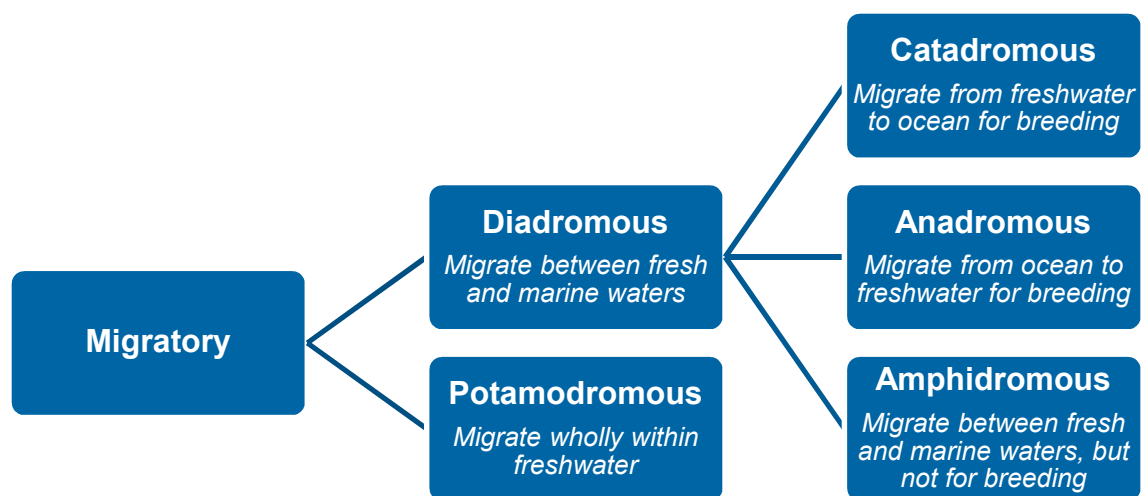 Migratory
Diadromous
Migrate between fresh
and marine waters
Potamodromous
Migrate wholly within
freshwater
Catadromous
Migrate from freshwater
to ocean for breeding
Anadromous
Migrate from ocean to
freshwater for breeding
Amphidromous
Migrate between fresh
and marine waters, but
not for breeding